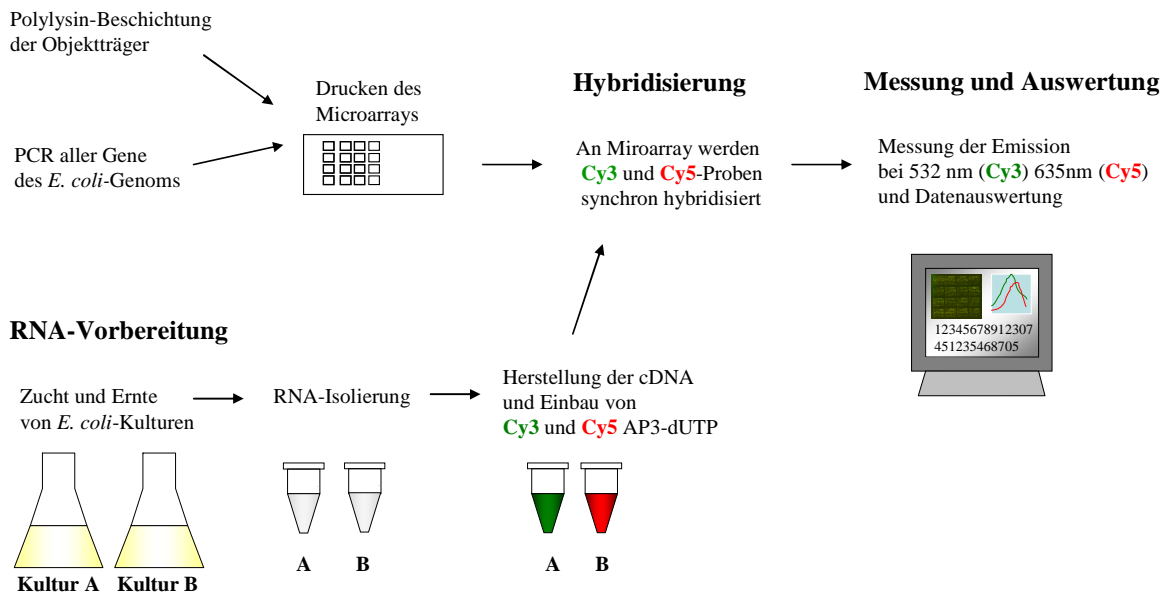 Polylysin-Beschichtung
der Objektträger
PCR aller Gene
des E. coli-Genoms
Drucken des
Microarrays
Hybridisierung
An Miroarray werden
Cy3 und Cy5-Proben
synchron hybridisiert
Messung und Auswertung
Messung der Emission
bei 532 nm (Cy3) 635nm (Cy5)
und Datenauswertung
12345678912307
451235468705
RNA-Vorbereitung
Zucht und Ernte
von E. coli-Kulturen
Kultur A
Kultur B
RNA-Isolierung
A
B
Herstellung der cDNA
und Einbau von
Cy3 und Cy5 AP3-dUTP
A
B